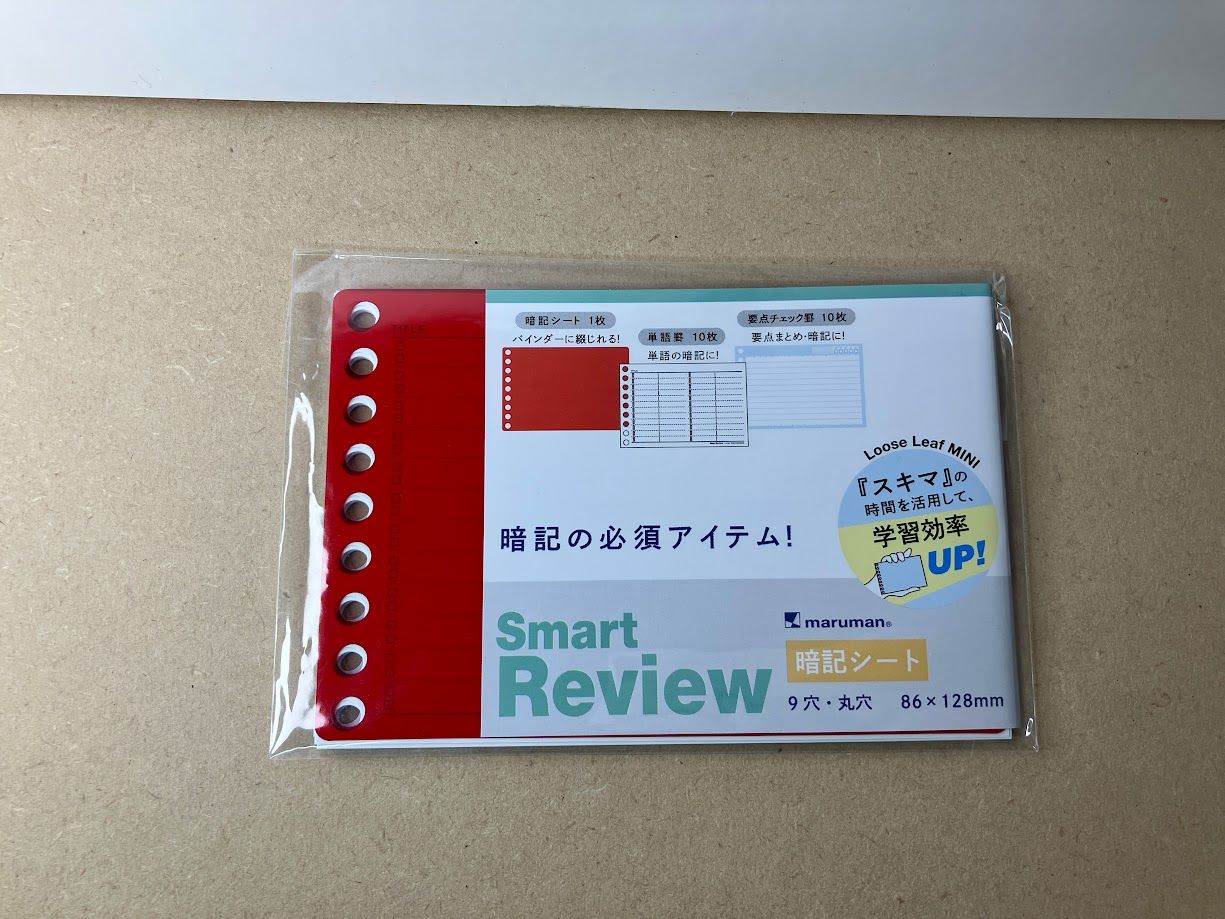 TITLE
暗記シート 1枚
バインダーに綴じれる!
単語罫 10枚
単語の暗記に!
要点チェック罫 10枚
要点まとめ・暗記に!
Loose Leaf MINI
『スキマ』の
時間を活用して、
学習効率
UP!
暗記の必須アイテム!
Smart
Review
maruman®
暗記シート
9穴・丸穴 86×128mm